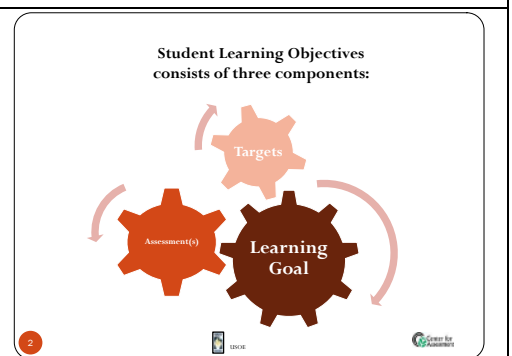 Student Learning Objectives
consists of three components:
Targets
Assessment(s)
Learning
Goal
2
USOE
Center for
Assessment